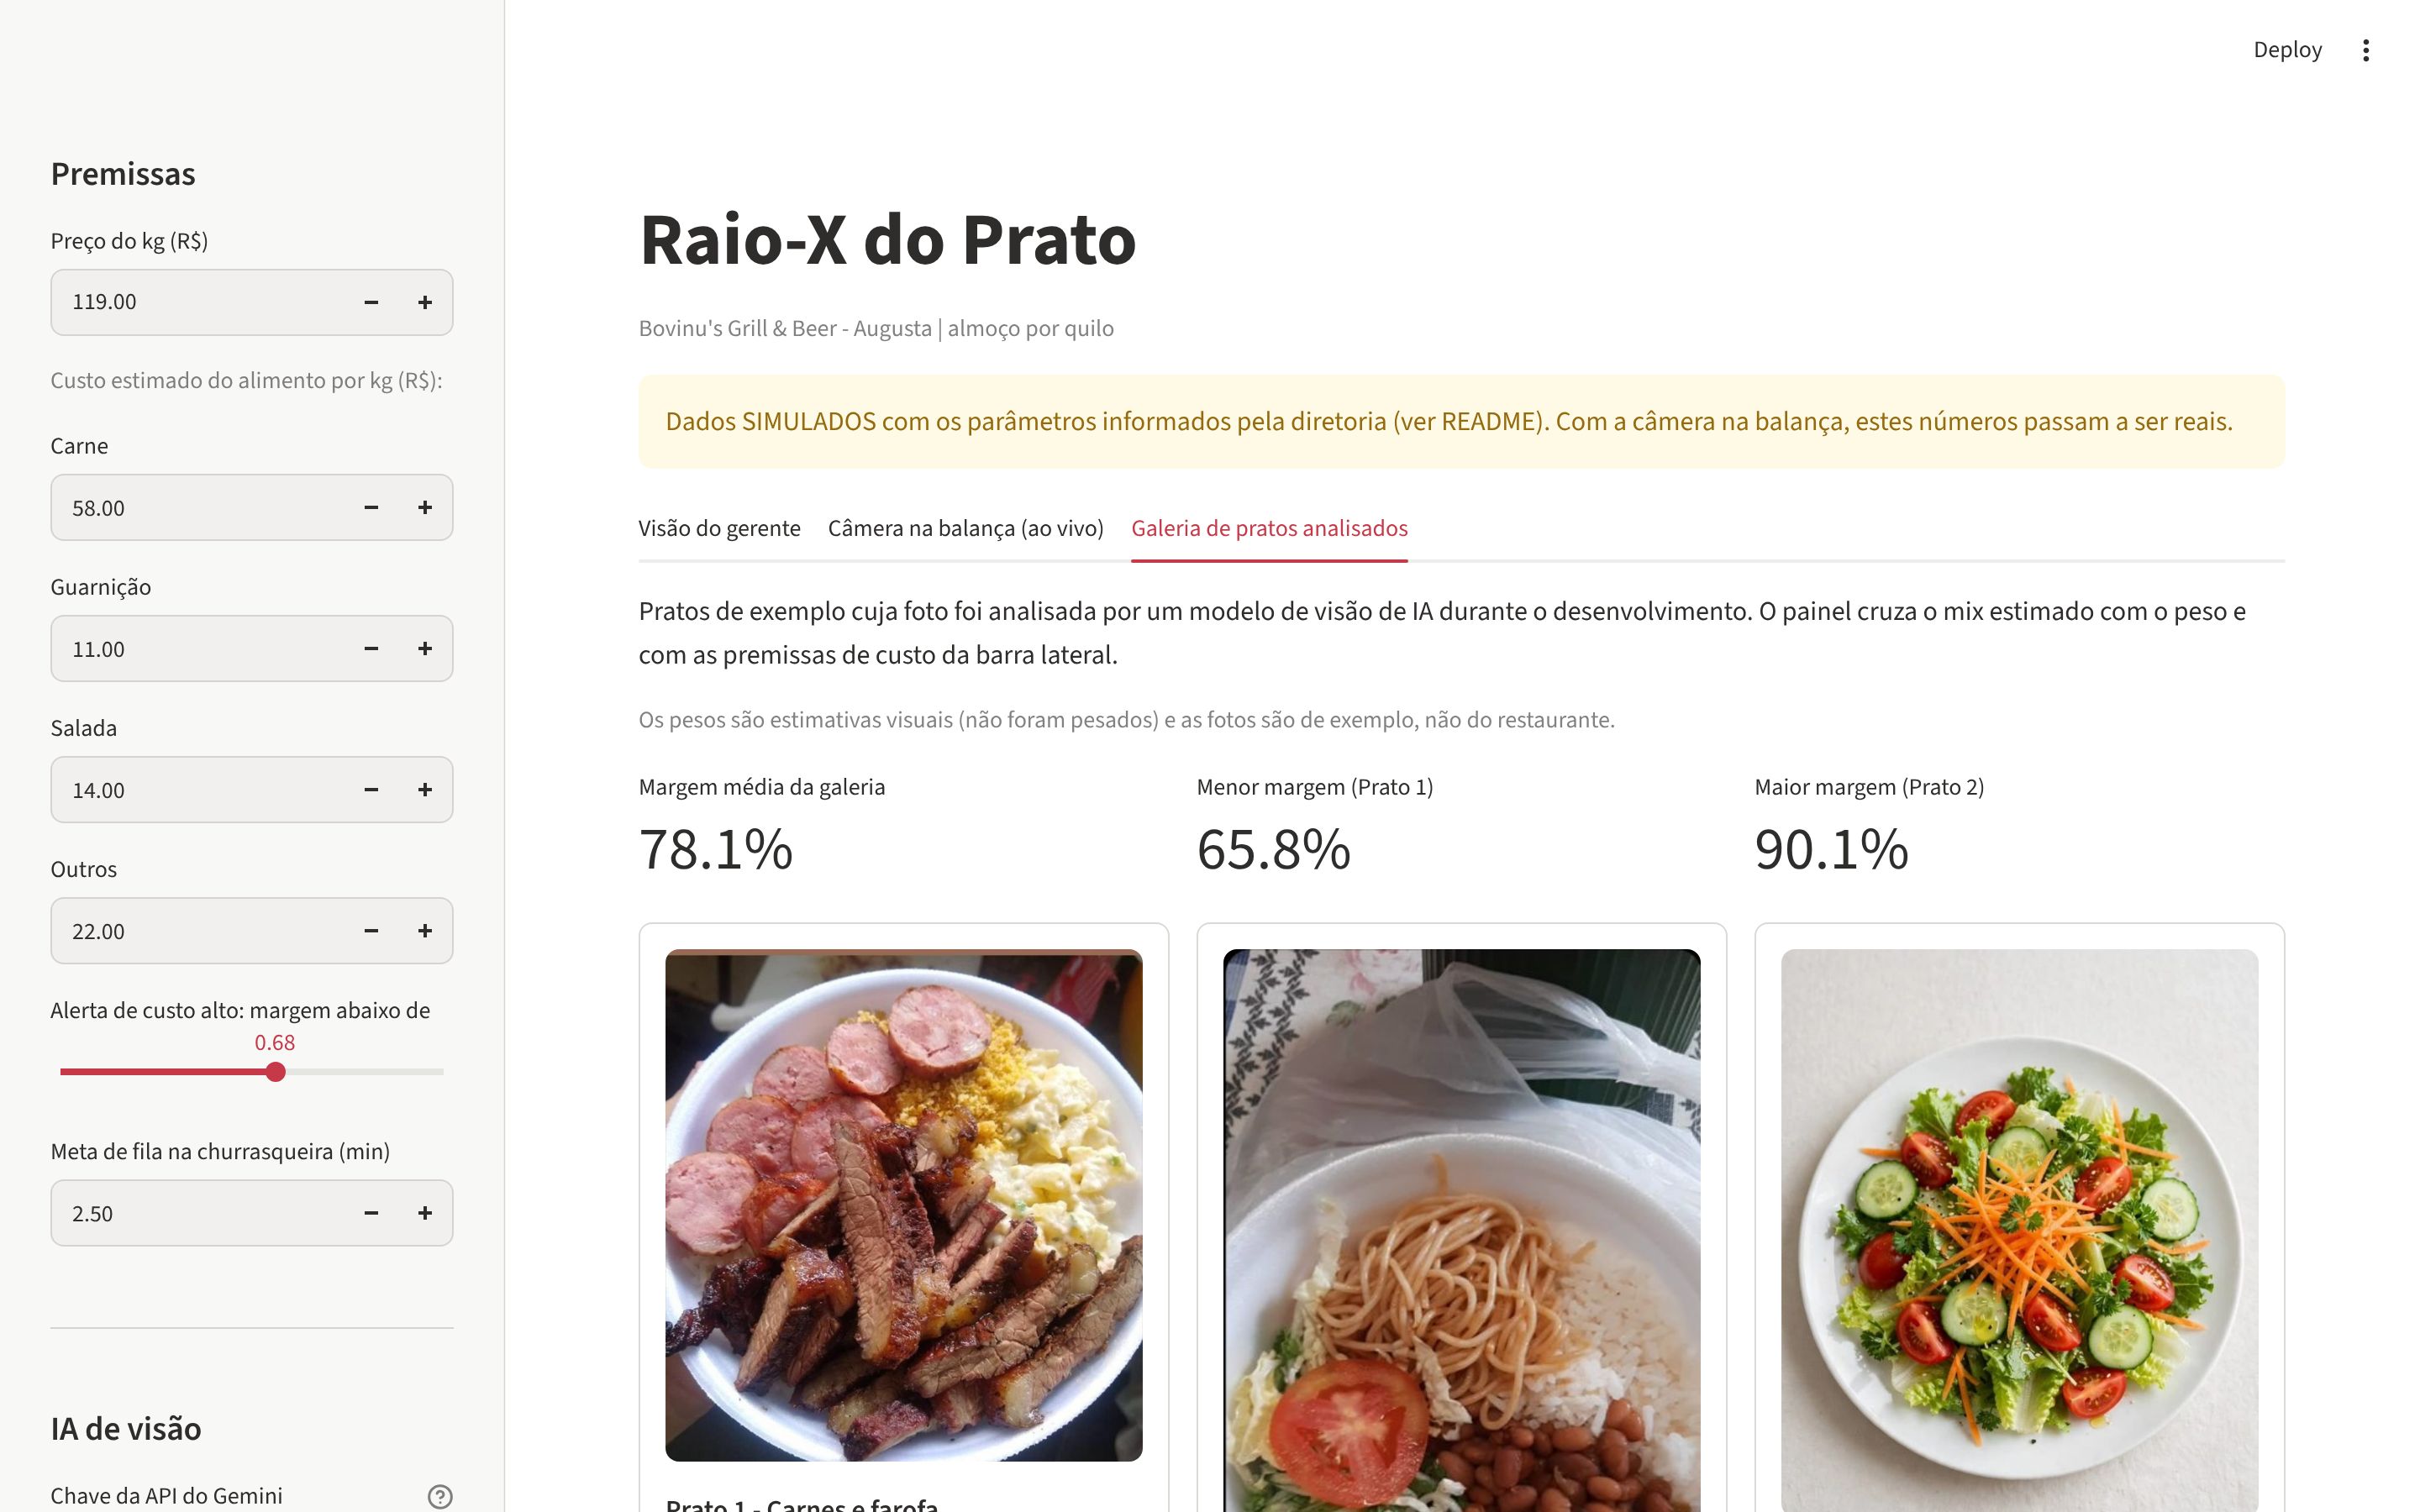 Deploy
Premissas
Preço do kg (R$)
119.00
Custo estimado do alimento por kg (R$):
Carne
58.00
Guarnição
11.00
Salada
14.00
Outros
22.00
Alerta de custo alto: margem abaixo de
0.68
Meta de fila na churrasqueira (min)
2.50
IA de visão
Chave da API do Gemini
Raio-X do Prato
Bovinu's Grill & Beer - Augusta | almoço por quilo
Dados SIMULADOS com os parâmetros informados pela diretoria (ver README). Com a câmera na balança, estes números passam a ser reais.
Visão do gerente
Câmera na balança (ao vivo)
Galeria de pratos analisados
Pratos de exemplo cuja foto foi analisada por um modelo de visão de IA durante o desenvolvimento. O painel cruza o mix estimado com o peso e
com as premissas de custo da barra lateral.
Os pesos são estimativas visuais (não foram pesados) e as fotos são de exemplo, não do restaurante.
Margem média da galeria
78.1%
Menor margem (Prato 1)
65.8%
Maior margem (Prato 2)
90.1%
Prato 1 - Carnes e farofa